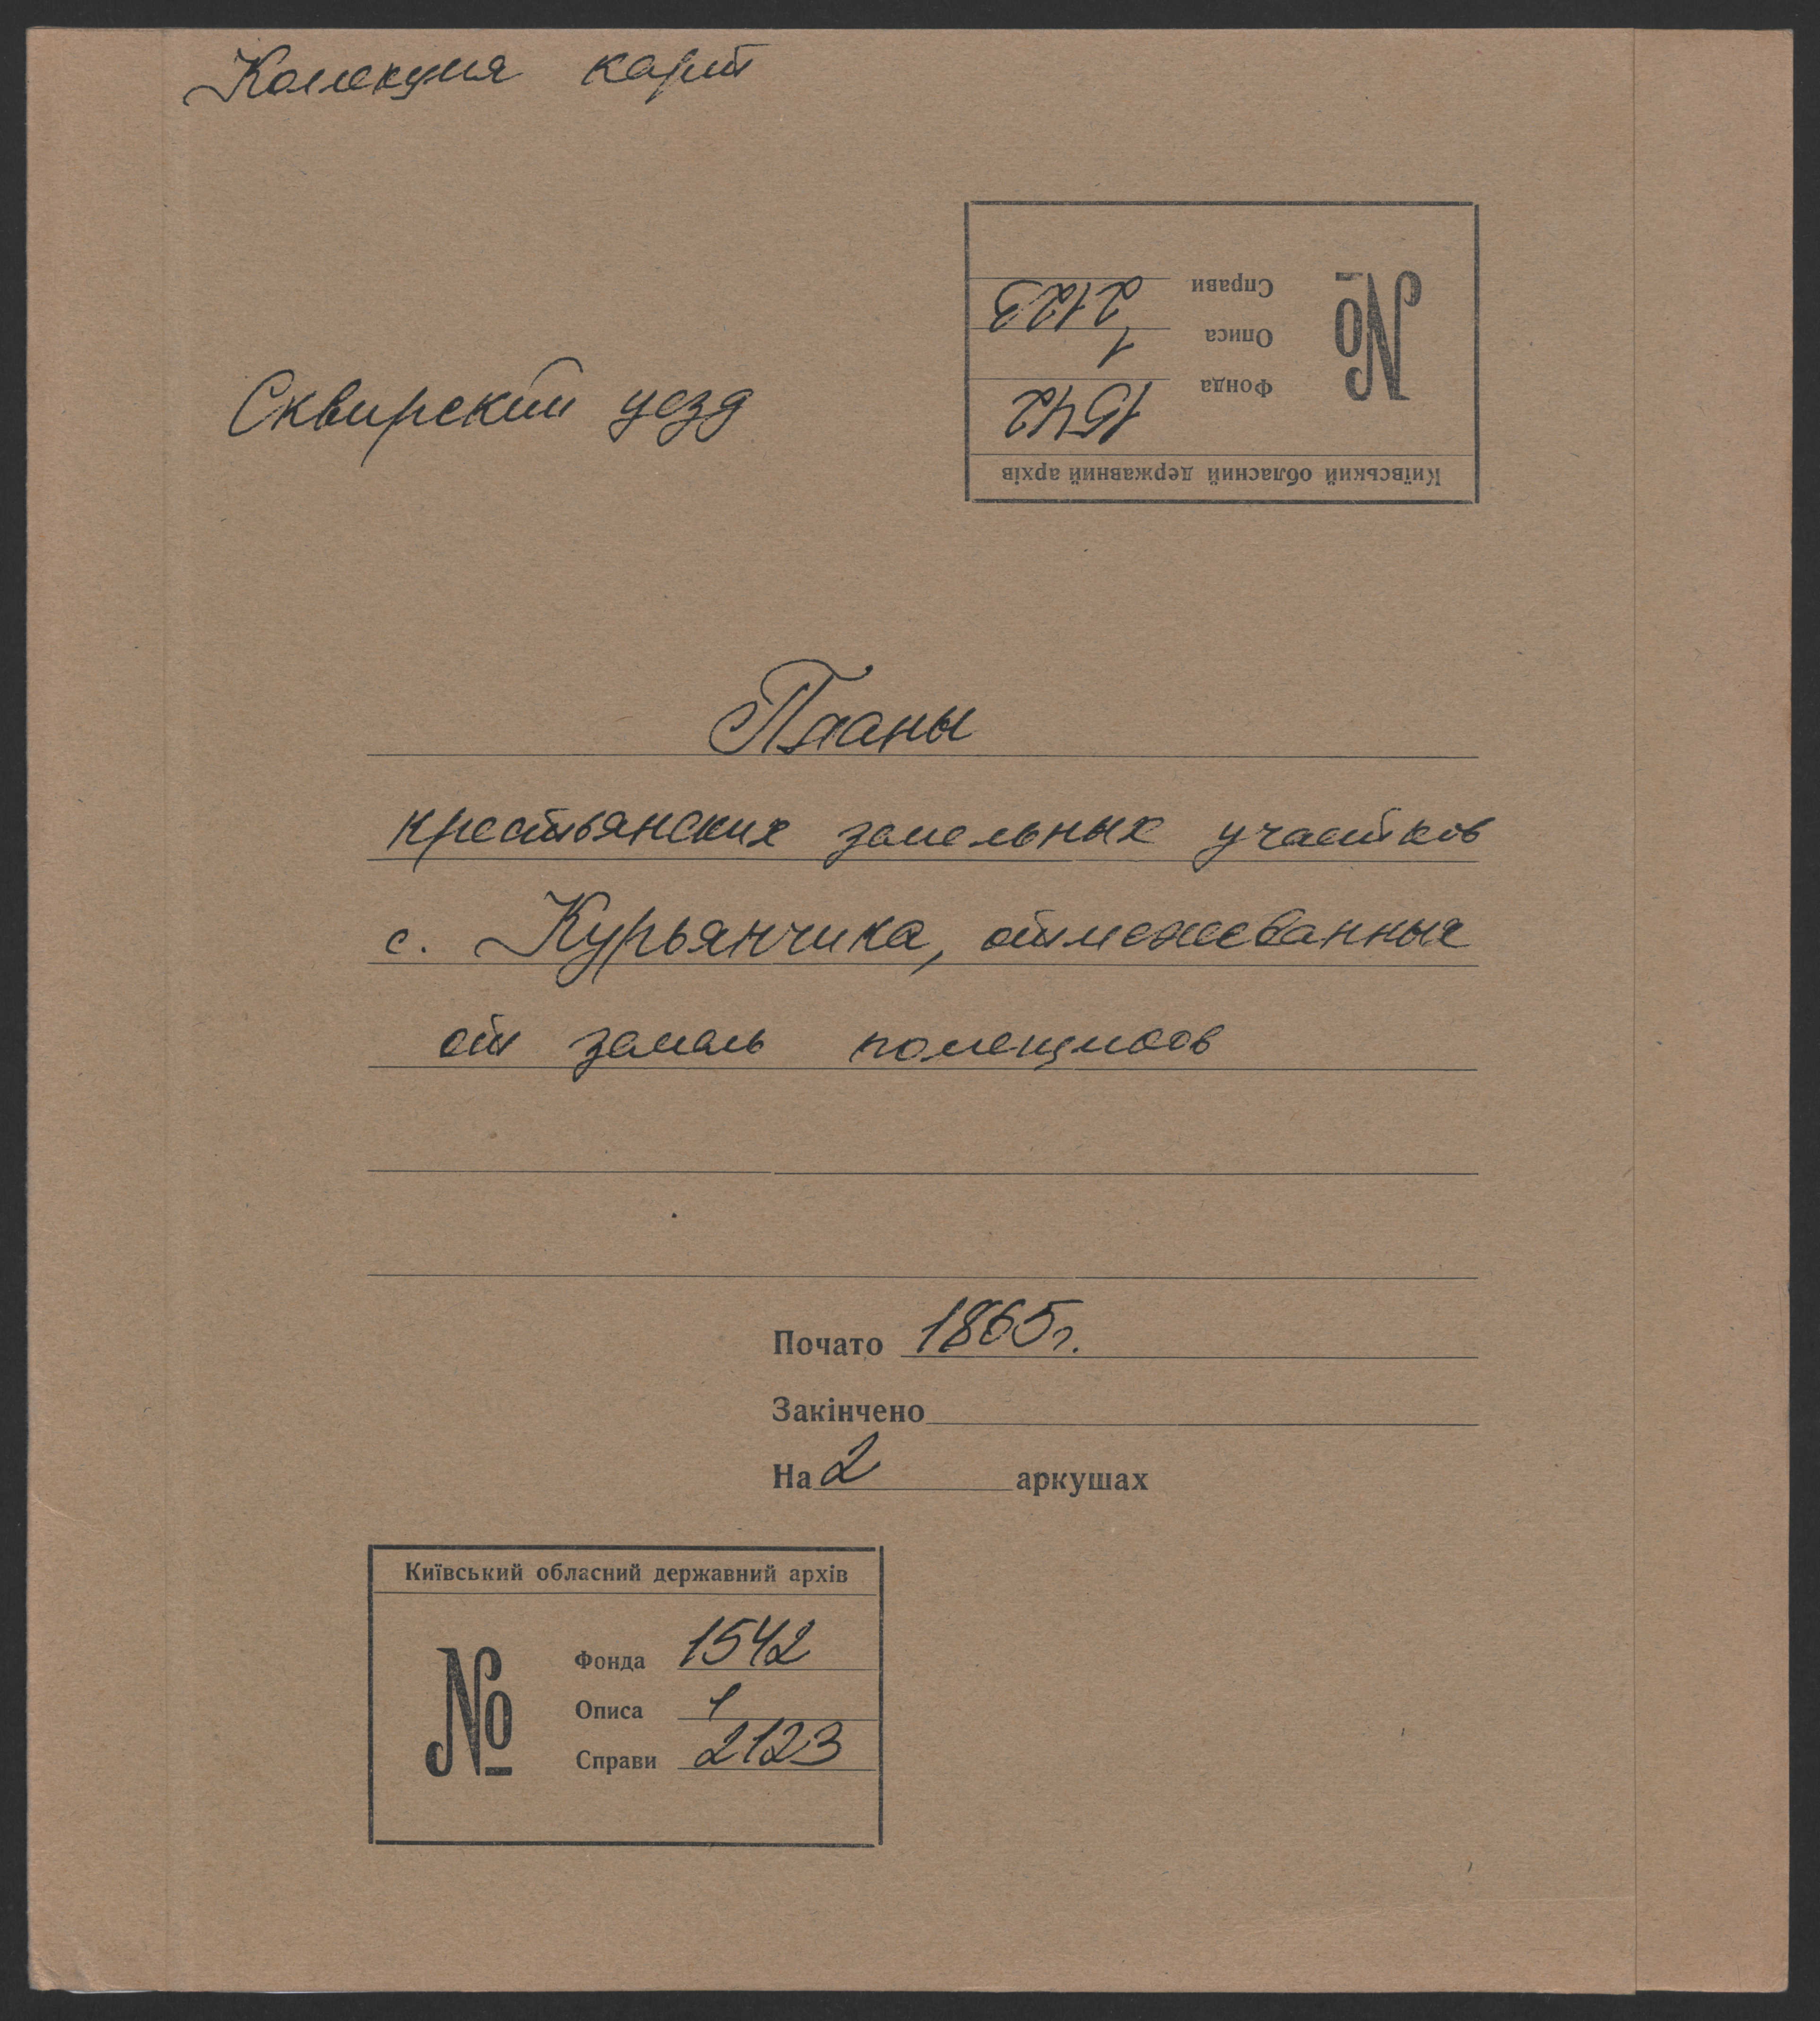 Коллекция карт
Справи 2123
Описа 1
Фонда 1542
№
Київський обласний державний архів
Сквирский уезд
Планы
крестьянских земельных участков
с. Курьянчика, отмежеванных
от земель помещиков
Почато 1865г.
Закінчено
На 2 аркушах
Київський обласний державний архів
№
Фонда 1542
Описа 1
Справи 2123